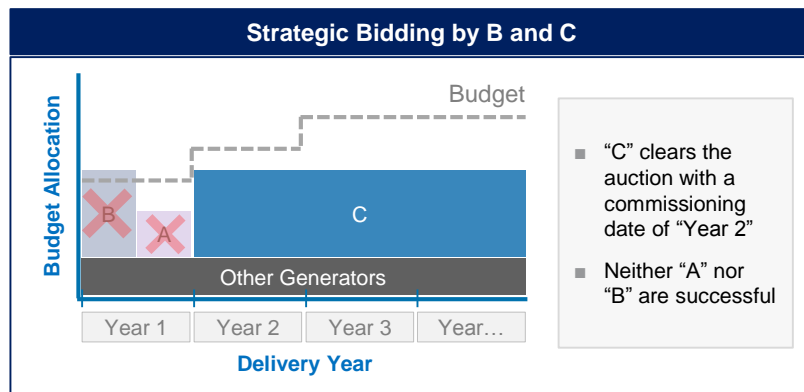 Strategic Bidding by B and C
Budget Allocation
Budget
B
A
C
Other Generators
Year 1
Year 2
Year 3
Year…
Delivery Year
■ “C” clears the
auction with a
commissioning
date of “Year 2”
■ Neither “A” nor
“B” are successful